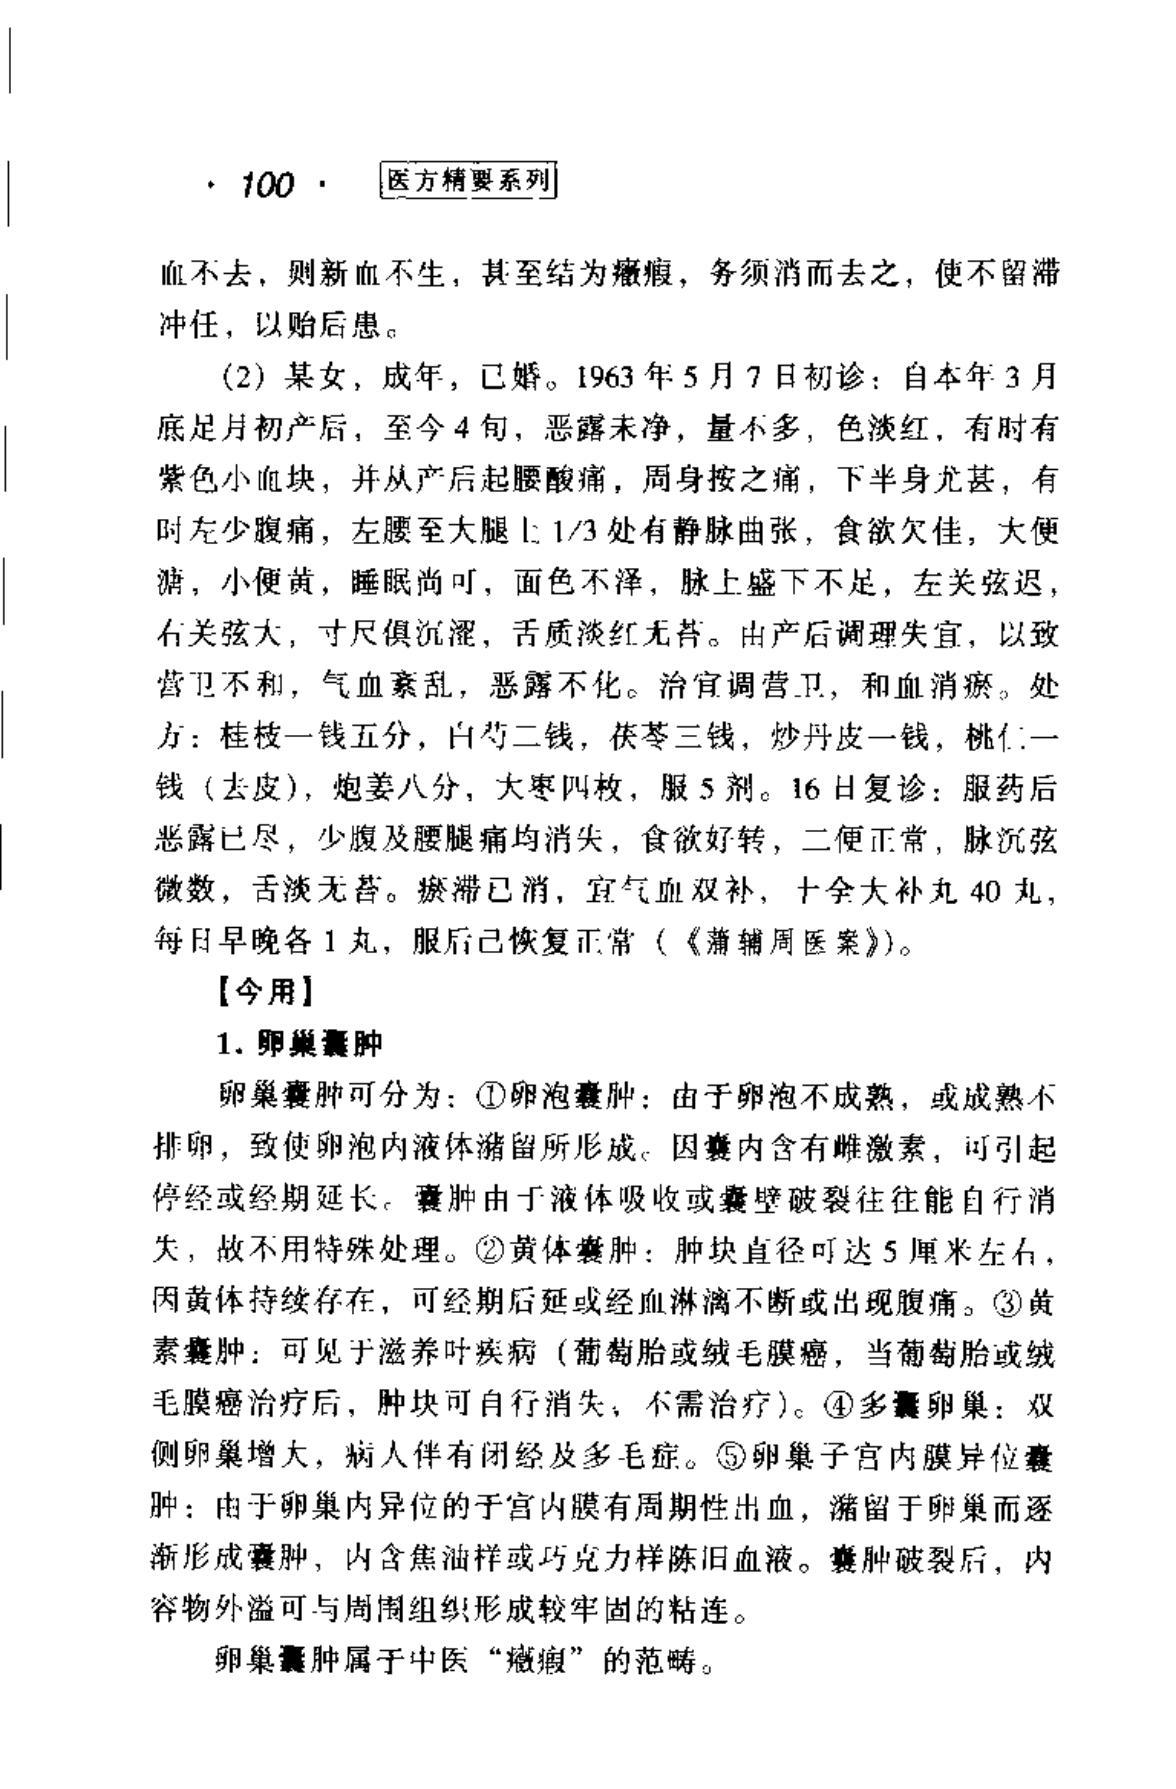 · 100 ·  医方精要系列
血不去，则新血不生，甚至结为癥瘕，务须消而去之，使不留滞
冲任，以贻后患。
（2）某女，成年，已婚。1963年5月7日初诊：自本年3月
底足月初产后，至今4旬，恶露未净，量不多，色淡红，有时有
紫色小血块，并从产后起腰酸痛，周身按之痛，下半身尤甚，有
时左少腹痛，左腰至大腿上1/3处有静脉曲张，食欲欠佳，大便
溏，小便黄，睡眠尚可，面色不泽，脉上盛下不足，左关弦迟，
右关弦大，寸尺俱沉涩，舌质淡红无苔。由产后调理失宜，以致
营卫不和，气血紊乱，恶露不化。治宜调营卫，和血消瘀。处
方：桂枝一钱五分，白芍二钱，茯苓三钱，炒丹皮一钱，桃仁一
钱（去皮），炮姜八分，大枣四枚，服5剂。16日复诊：服药后
恶露已尽，少腹及腰腿痛均消失，食欲好转，二便正常，脉沉弦
微数，舌淡无苔。瘀滞已消，宜气血双补，十全大补丸40丸，
每日早晚各1丸，服后已恢复正常（《蒲辅周医案》）。
【今用】
1. 卵巢囊肿
卵巢囊肿可分为：①卵泡囊肿：由于卵泡不成熟，或成熟不
排卵，致使卵泡内液体潴留所形成。因囊内含有雌激素，可引起
停经或经期延长。囊肿由于液体吸收或囊壁破裂往往能自行消
失，故不用特殊处理。②黄体囊肿：肿块直径可达5厘米左右，
因黄体持续存在，可经期后延或经血淋漓不断或出现腹痛。③黄
素囊肿：可见于滋养叶疾病（葡萄胎或绒毛膜癌，当葡萄胎或绒
毛膜癌治疗后，肿块可自行消失，不需治疗）。④多囊卵巢：双
侧卵巢增大，病人伴有闭经及多毛症。⑤卵巢子宫内膜异位囊
肿：由于卵巢内异位的子宫内膜有周期性出血，潴留于卵巢而逐
渐形成囊肿，内含焦油样或巧克力样陈旧血液。囊肿破裂后，内
容物外溢可与周围组织形成较牢固的粘连。
卵巢囊肿属于中医“癥瘕”的范畴。